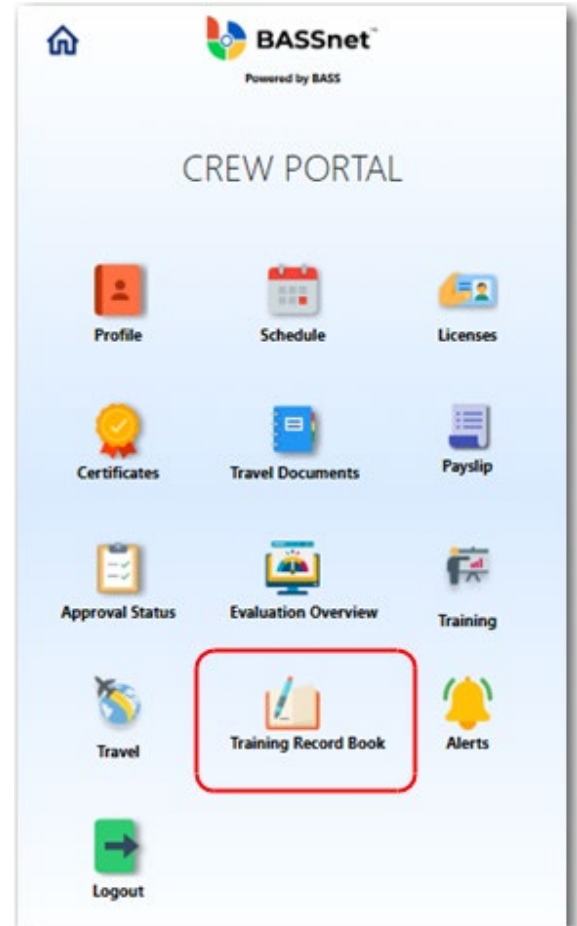 BASSnet™
Powered by BASS
CREW PORTAL
Profile
Schedule
Licenses
Certificates
Travel Documents
Payslip
Approval Status
Evaluation Overview
Training
Travel
Training Record Book
Alerts
Logout